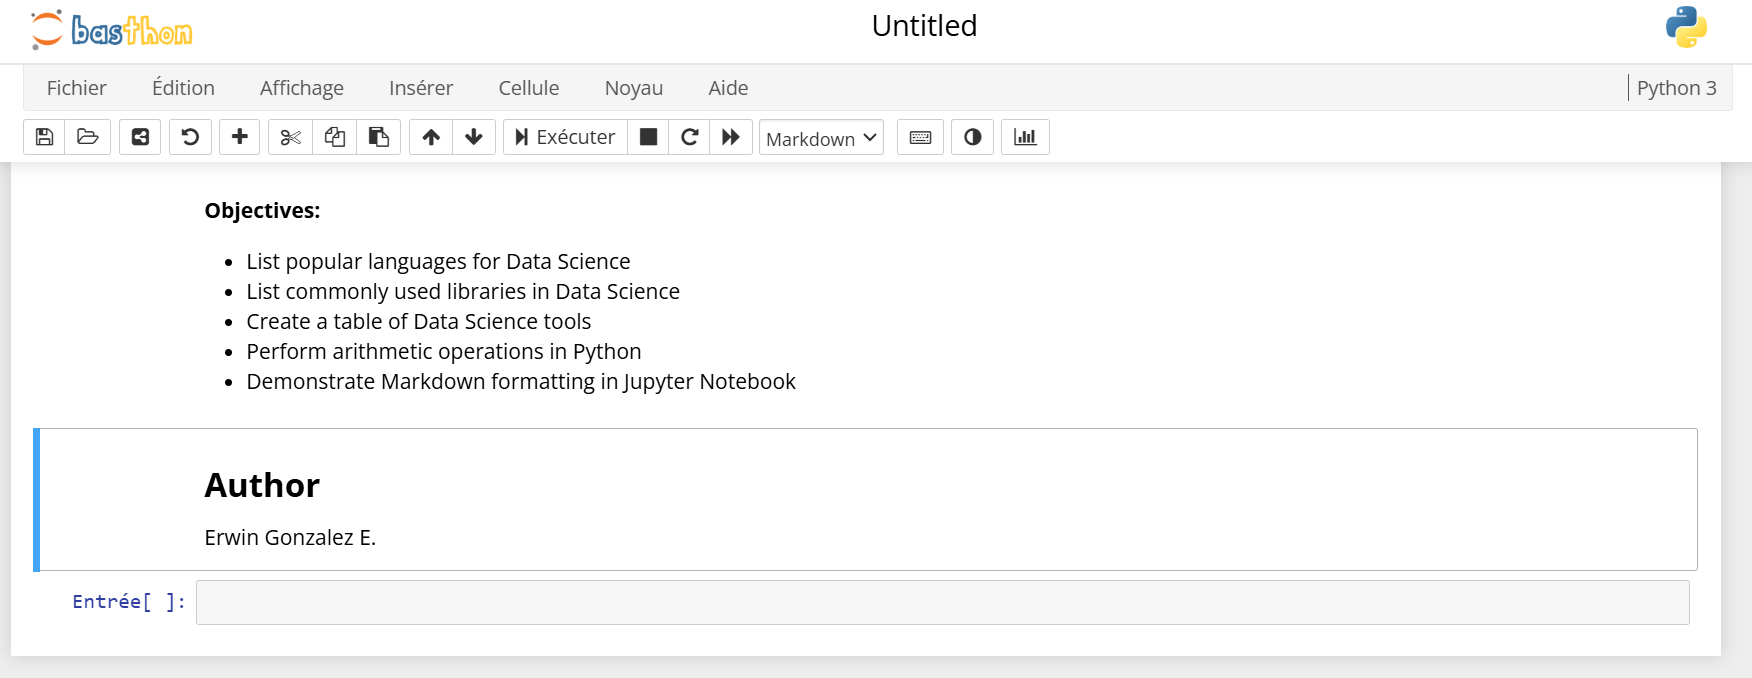 basthon
Untitled
Fichier Édition Affichage Insérer Cellule Noyau Aide Python 3
Exécuter Markdown
Objectives:
• List popular languages for Data Science
• List commonly used libraries in Data Science
• Create a table of Data Science tools
• Perform arithmetic operations in Python
• Demonstrate Markdown formatting in Jupyter Notebook
Author
Erwin Gonzalez E.
Entrée[ ]: